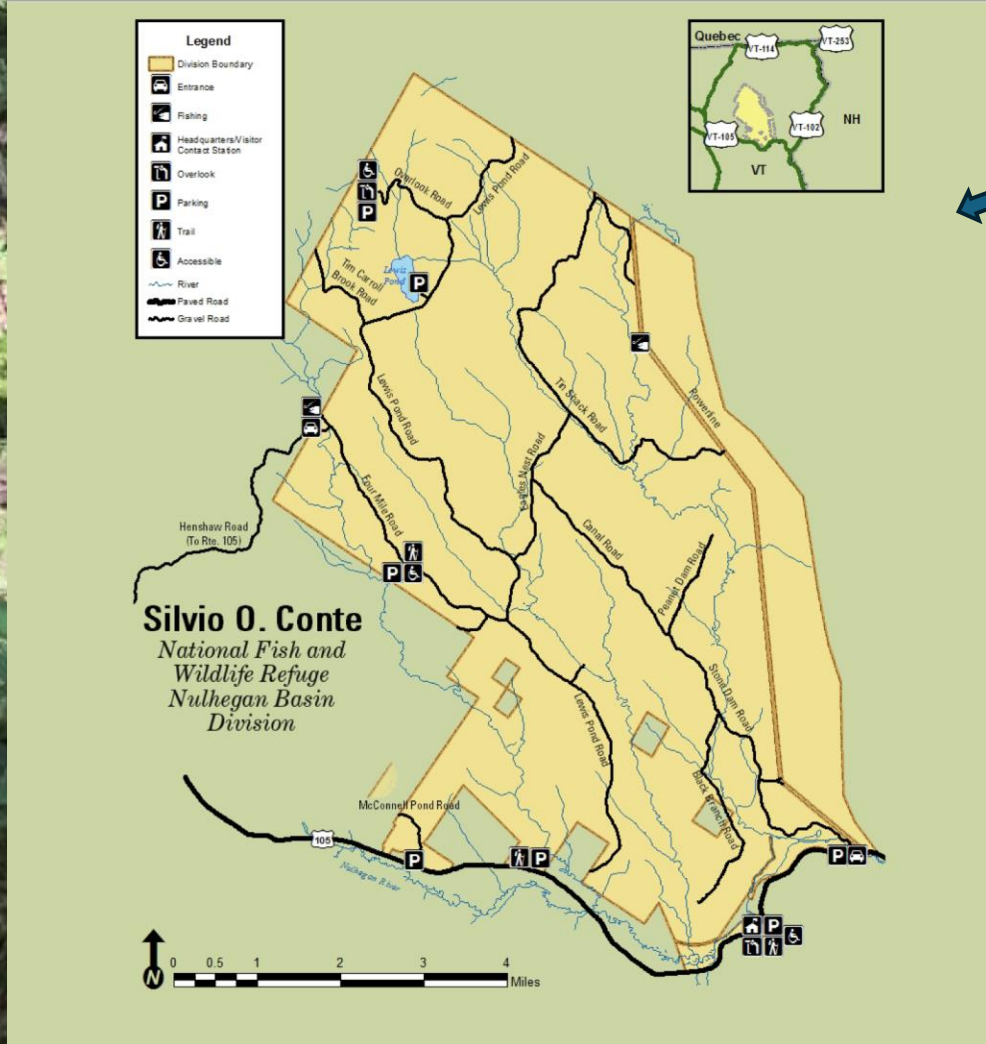 Legend
Division Boundary
Entrance
Fishing
Headquarters/Visitor
Contact Station
Overlook
P
Parking
Trail
Accessible
River
Paved Road
Gravel Road
Quebec
VT-114
VT-253
NH
VT-105
VT-102
VT
Overlook Road
Lewis Pond Road
P
Lewis
Pond
P
Tim Carroll
Brook Road
Lewis Pond Road
Tin Shack Road
Powerline
Eagles Nest Road
Four Mile Road
Henshaw Road
(To Rte. 105)
Canal Road
Peanut Dam Road
P
Silvio O. Conte
National Fish and
Wildlife Refuge
Nulhegan Basin
Division
Stone Dam Road
Lewis Pond Road
Black Branch Road
McConnell Pond Road
105
P
P
P
Nulhegan River
P
N
0 0.5 1 2 3 4
Miles